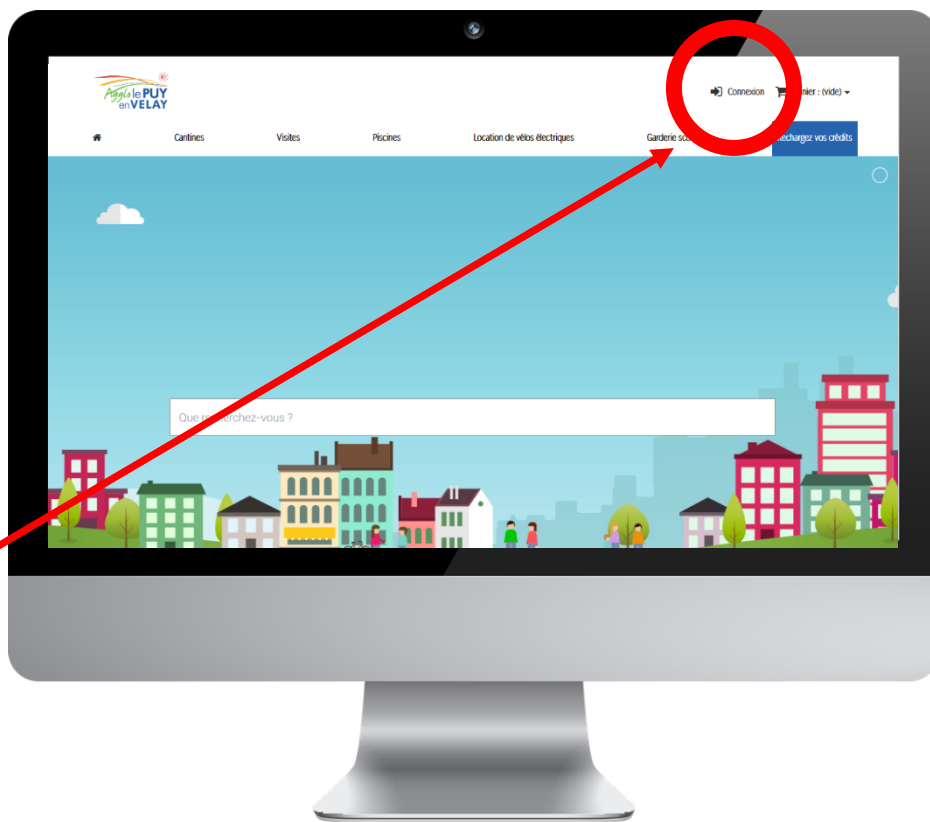 Agglo le PUY
en VELAY
Connexion
: (vide)
Cantines
Visites
Piscines
Location de vélos électriques
Garderie
vos crédits
Que recherchez-vous ?